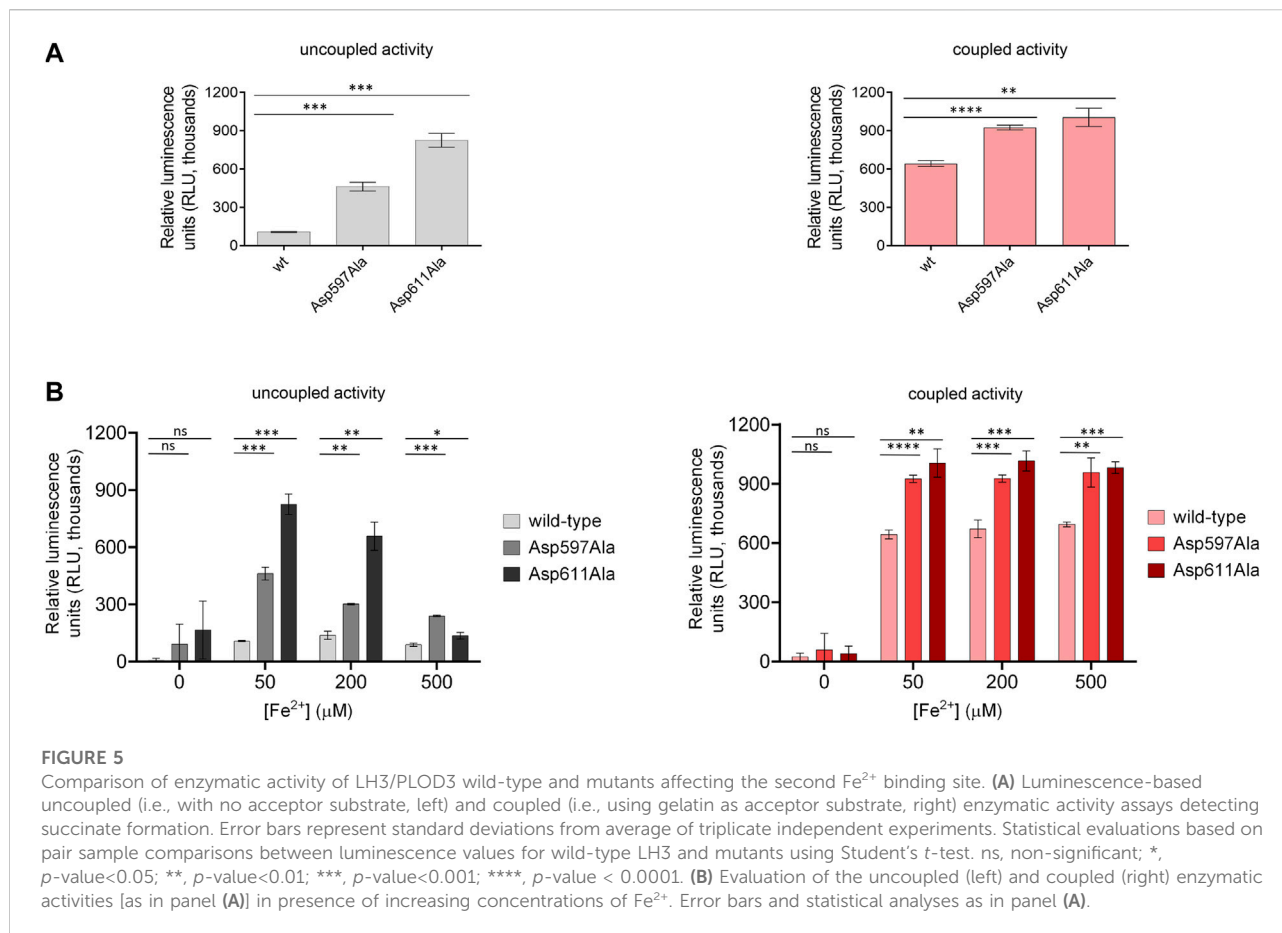 A
uncoupled activity
Relative luminescence
units (RLU, thousands)
1200
900
600
300
0
***
***
wt
Asp597Ala
Asp611Ala
coupled activity
Relative luminescence
units (RLU, thousands)
1200
900
600
300
0
**
****
wt
Asp597Ala
Asp611Ala
B
uncoupled activity
Relative luminescence
units (RLU, thousands)
1200
900
600
300
0
ns
ns
***
***
**
**
*
***
0
50
200
500
[Fe²⁺] (μM)
wild-type
Asp597Ala
Asp611Ala
coupled activity
Relative luminescence
units (RLU, thousands)
1200
900
600
300
0
ns
ns
**
****
***
***
***
**
0
50
200
500
[Fe²⁺] (μM)
wild-type
Asp597Ala
Asp611Ala
FIGURE 5
Comparison of enzymatic activity of LH3/PLOD3 wild-type and mutants affecting the second Fe²⁺ binding site. (A) Luminescence-based
uncoupled (i.e., with no acceptor substrate, left) and coupled (i.e., using gelatin as acceptor substrate, right) enzymatic activity assays detecting
succinate formation. Error bars represent standard deviations from average of triplicate independent experiments. Statistical evaluations based on
pair sample comparisons between luminescence values for wild-type LH3 and mutants using Student's t-test. ns, non-significant; *,
p-value<0.05; **, p-value<0.01; ***, p-value<0.001; ****, p-value < 0.0001. (B) Evaluation of the uncoupled (left) and coupled (right) enzymatic
activities [as in panel (A)] in presence of increasing concentrations of Fe²⁺. Error bars and statistical analyses as in panel (A).